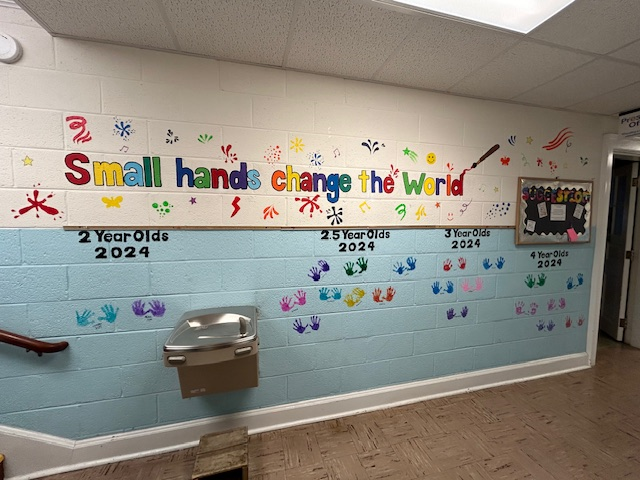 Small hands change the World
2 Year Olds
2024
2.5 Year Olds
2024
3 Year Olds
2024
4 Year Olds
2024